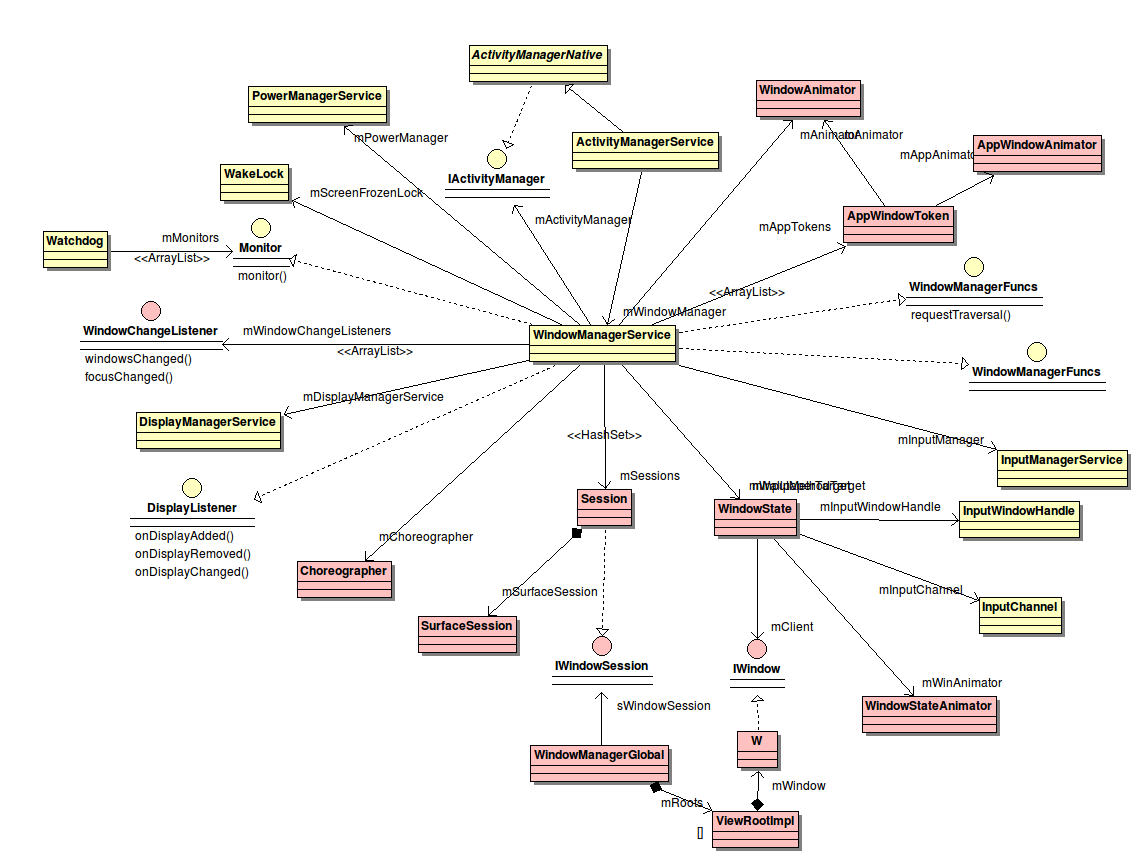 ActivityManagerNative
PowerManagerService
WindowAnimator
mPowerManager
ActivityManagerService
mAnimator
mAnimator
AppWindowAnimator
mAppAnimator
IActivityManager
WakeLock
mScreenFrozenLock
mActivityManager
AppWindowToken
mAppTokens
Watchdog
mMonitors
<<ArrayList>>
Monitor
monitor()
WindowManagerFuncs
requestTraversal()
<<ArrayList>>
mWindowManager
WindowChangeListener
windowsChanged()
focusChanged()
mWindowChangeListeners
<<ArrayList>>
WindowManagerService
WindowManagerFuncs
mDisplayManagerService
DisplayManagerService
<<HashSet>>
mSessions
mInputManager
InputManagerService
DisplayListener
onDisplayAdded()
onDisplayRemoved()
onDisplayChanged()
Session
WindowState
mInputWindowHandle
InputWindowHandle
mChoreographer
Choreographer
mSurfaceSession
SurfaceSession
mInputChannel
InputChannel
mClient
IWindowSession
IWindow
mWinAnimator
WindowStateAnimator
sWindowSession
WindowManagerGlobal
W
mWindow
mRoots
[]
ViewRootImpl